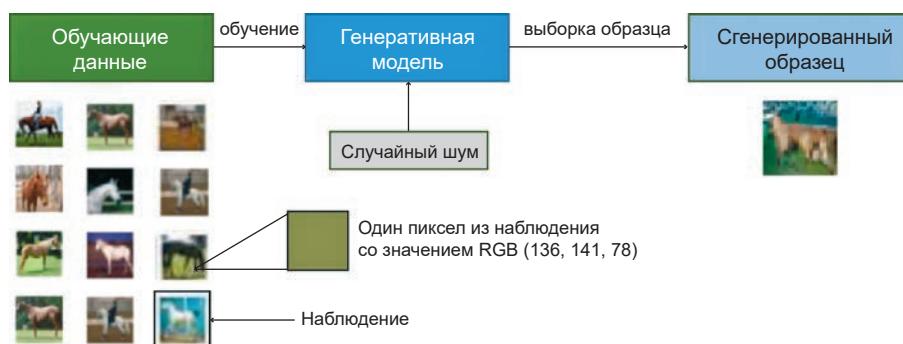 Обучающие
данные
обучение
Генеративная
модель
выборка образца
Сгенерированный
образец
Случайный шум
Один пиксел из наблюдения
со значением RGB (136, 141, 78)
Наблюдение